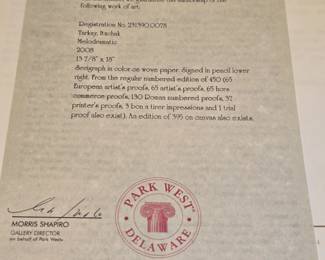 following work of art.
Registration No. 231390.0078
Tarkay, Itzchak
Melodramatic
2008
13 7/8" x 18"
Serigraph in color on wove paper. Signed in pencil lower
right. From the regular numbered edition of 450 (65
European artist's proofs, 65 artist's proofs, 65 hors
commerce proofs, 130 Roman numbered proofs, 37
printer's proofs, 3 bon a tirer impressions and 1 trial
proof also exist). An edition of 395 on canvas also exists.
MORRIS SHAPIRO
GALLERY DIRECTOR
on behalf of Park West
PARK WEST
DELAWARE